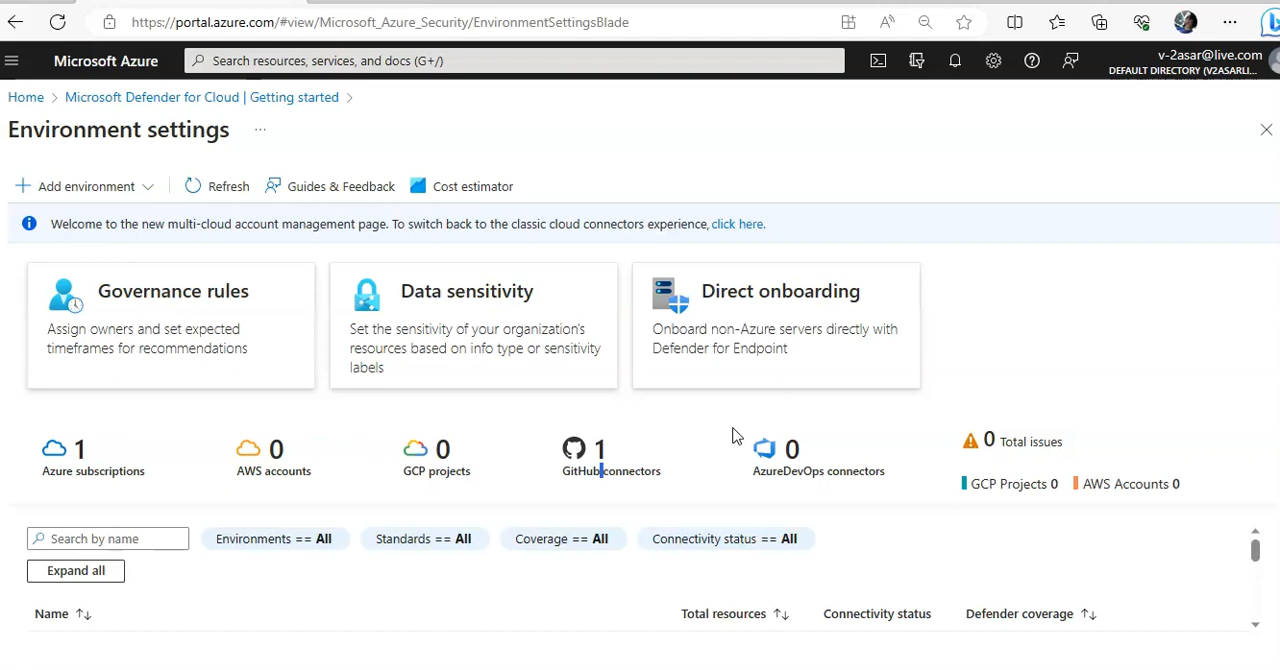 https://portal.azure.com/#view/Microsoft_Azure_Security/EnvironmentSettingsBlade
Microsoft Azure
Search resources, services, and docs (G+/)
v-2asar@live.com
DEFAULT DIRECTORY (V2ASARLI...
Home > Microsoft Defender for Cloud | Getting started >
Environment settings ...
Add environment
Refresh
Guides & Feedback
Cost estimator
Welcome to the new multi-cloud account management page. To switch back to the classic cloud connectors experience, click here.
Governance rules
Assign owners and set expected
timeframes for recommendations
Data sensitivity
Set the sensitivity of your organization's
resources based on info type or sensitivity
labels
Direct onboarding
Onboard non-Azure servers directly with
Defender for Endpoint
1
Azure subscriptions
0
AWS accounts
0
GCP projects
1
GitHub connectors
0
AzureDevOps connectors
0 Total issues
GCP Projects 0
AWS Accounts 0
Search by name
Environments == All
Standards == All
Coverage == All
Connectivity status == All
Expand all
Name
Total resources
Connectivity status
Defender coverage